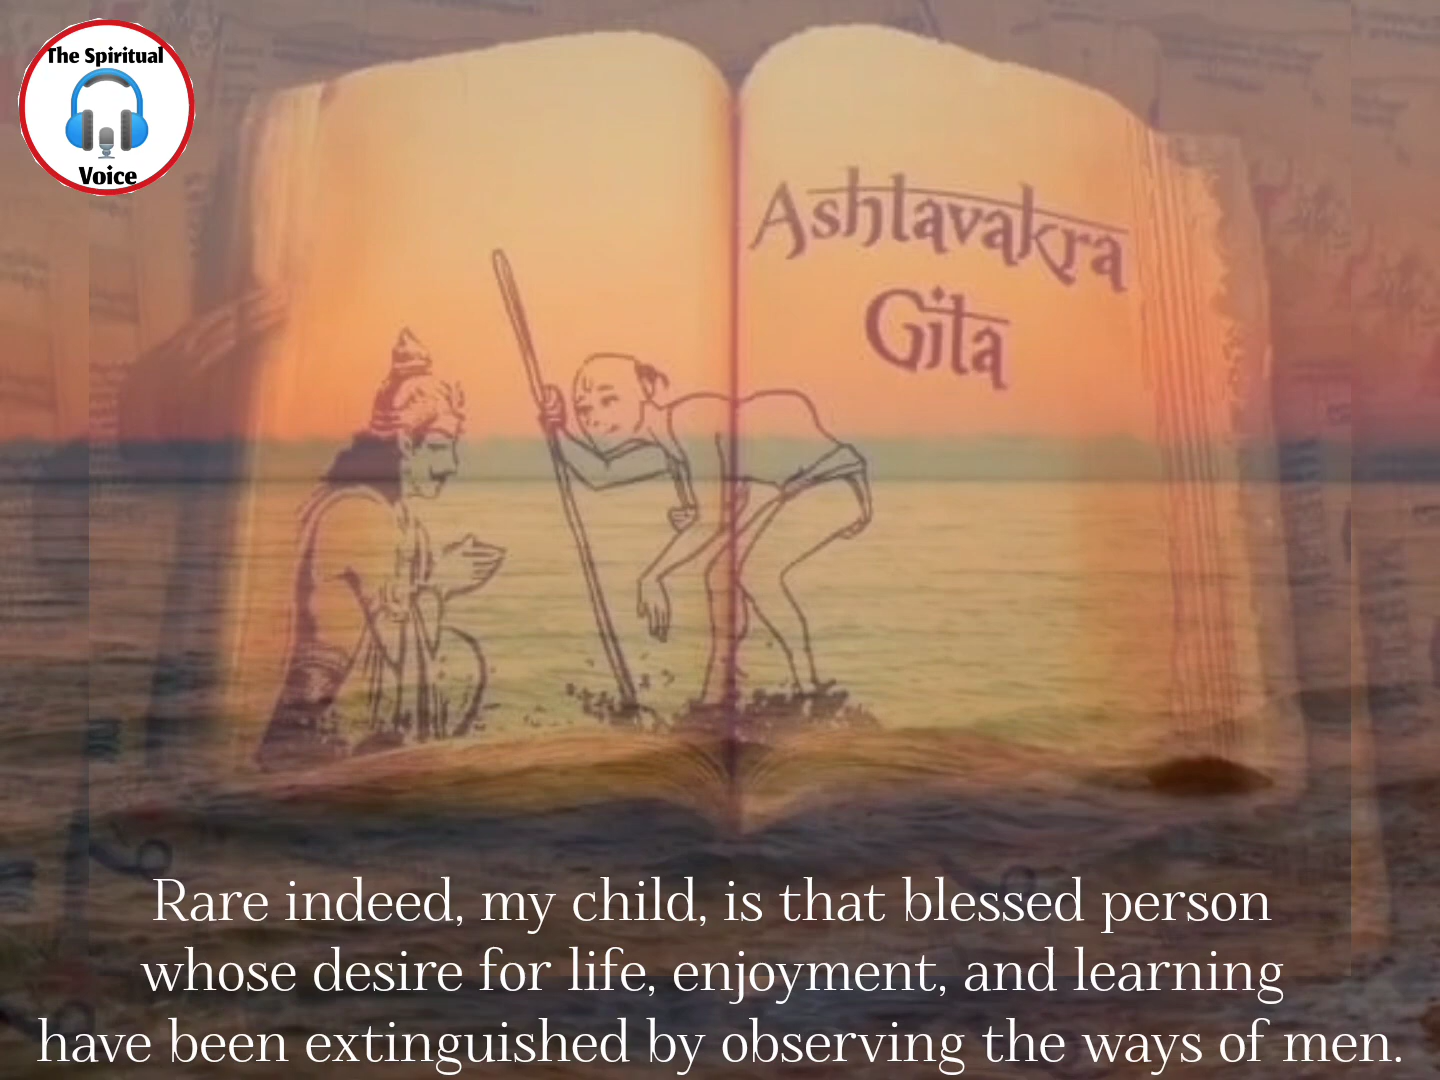 The Spiritual
Voice
Ashtavakra
Gita
Rare indeed, my child, is that blessed person
whose desire for life, enjoyment, and learning
have been extinguished by observing the ways of men.